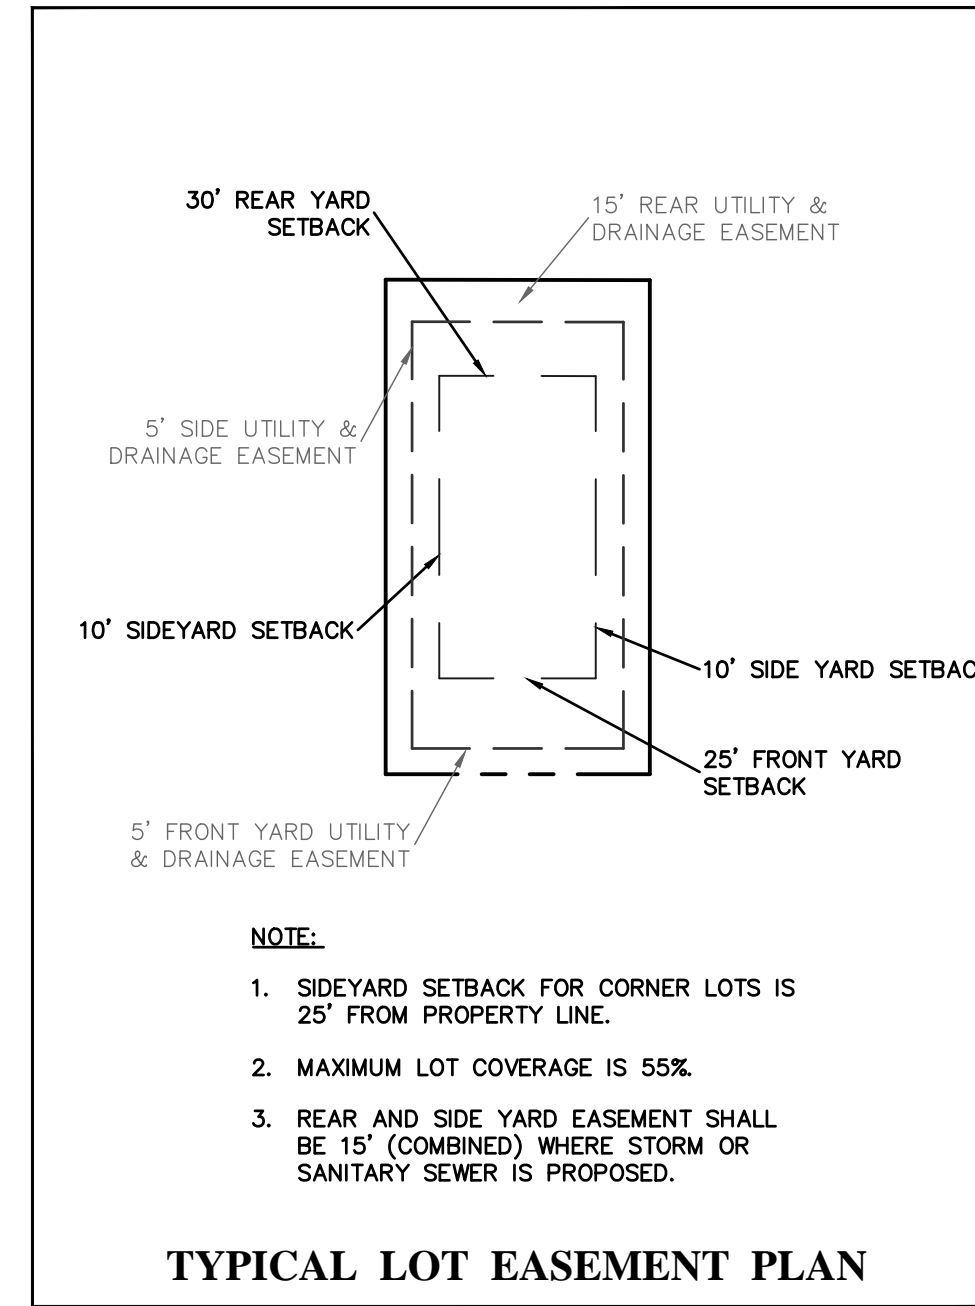 30' REAR YARD
SETBACK
15' REAR UTILITY &
DRAINAGE EASEMENT
5' SIDE UTILITY &
DRAINAGE EASEMENT
10' SIDEYARD SETBACK
10' SIDE YARD SETBAC
25' FRONT YARD
SETBACK
5' FRONT YARD UTILITY
& DRAINAGE EASEMENT
NOTE:
1. SIDEYARD SETBACK FOR CORNER LOTS IS
25' FROM PROPERTY LINE.
2. MAXIMUM LOT COVERAGE IS 55%.
3. REAR AND SIDE YARD EASEMENT SHALL
BE 15' (COMBINED) WHERE STORM OR
SANITARY SEWER IS PROPOSED.
TYPICAL LOT EASEMENT PLAN